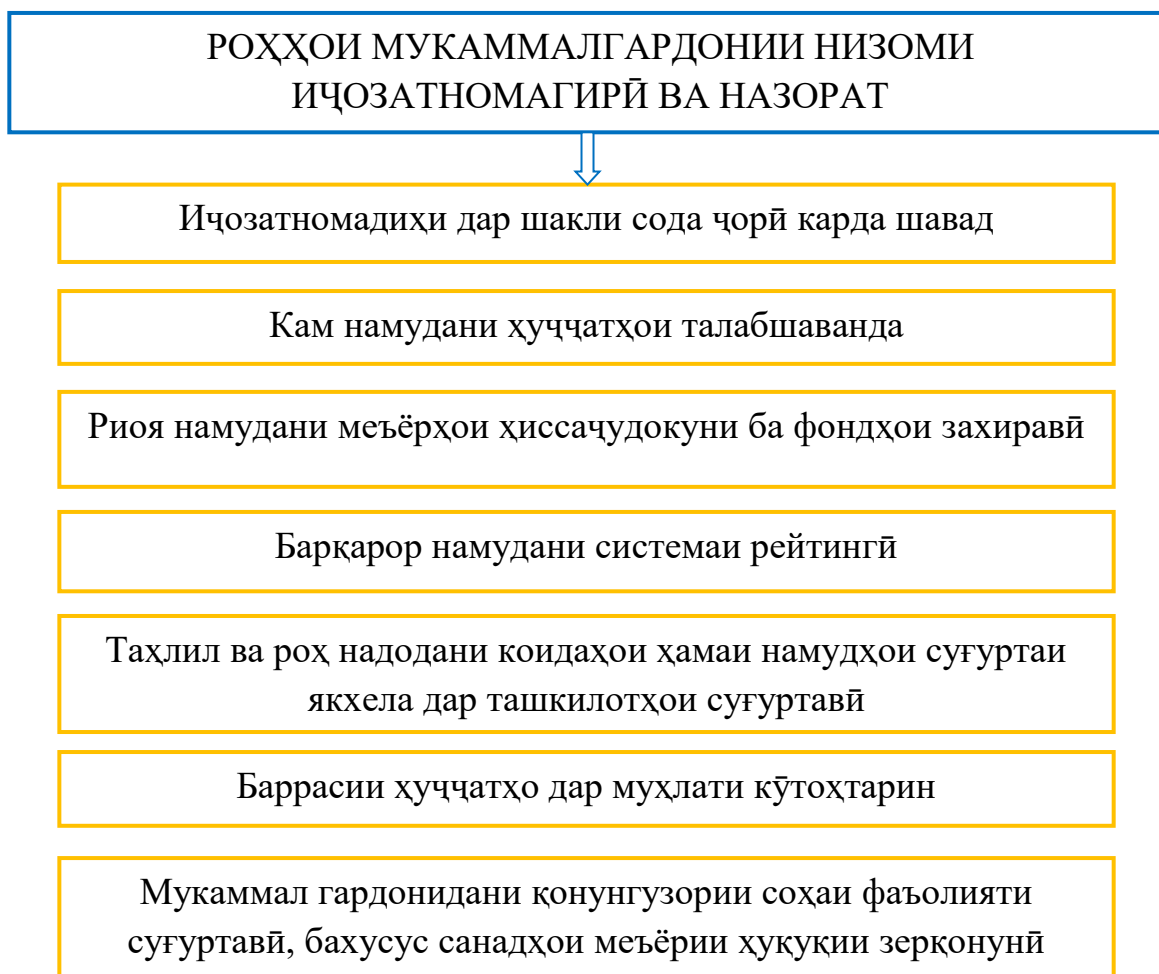 РОҲҲОИ МУКАММАЛГАРДОНИИ НИЗОМИ
ИҶОЗАТНОМАГИРӢ ВА НАЗОРАТ
Иҷозатномадиҳи дар шакли сода ҷорӣ карда шавад
Кам намудани ҳуҷҷатҳои талабшаванда
Риоя намудани меъёрҳои ҳиссаҷудокуни ба фондҳои захиравӣ
Барқарор намудани системаи рейтингӣ
Таҳлил ва роҳ надодани коидаҳои ҳамаи намудҳои суғуртаи
якхела дар ташкилотҳои суғуртавӣ
Баррасии ҳуҷҷатҳо дар муҳлати кӯтоҳтарин
Мукаммал гардонидани қонунгузории соҳаи фаъолияти
суғуртавӣ, бахусус санадҳои меъёрии ҳуқуқии зерқонунӣ